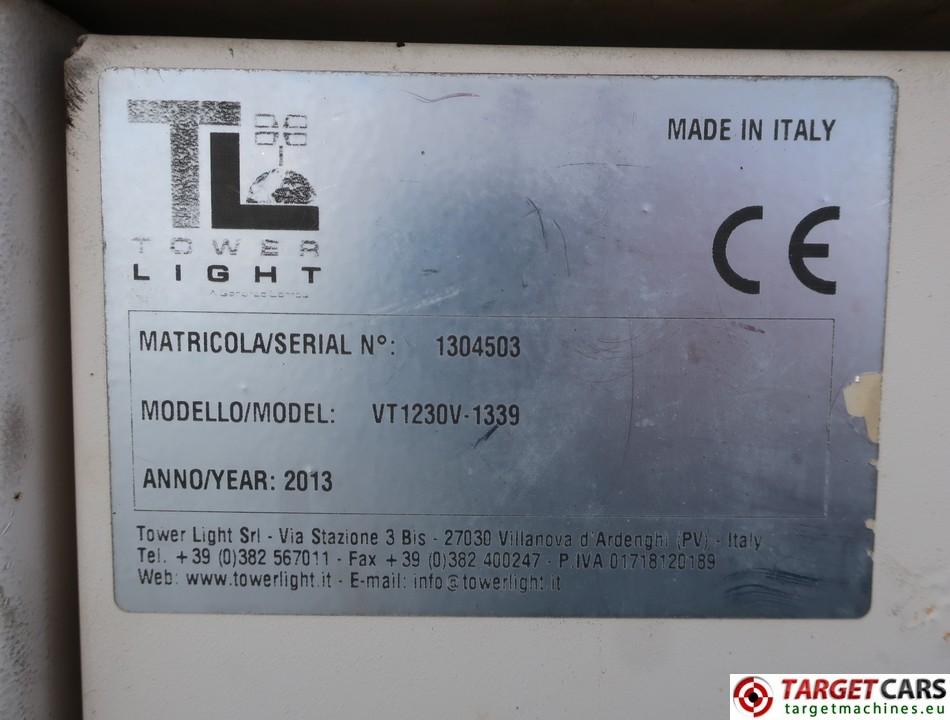 TL
TOWER
LIGHT
MADE IN ITALY
CE
MATRICOLA/SERIAL N°: 1304503
MODELLO/MODEL: VT1230V-1339
ANNO/YEAR: 2013
Tower Light Srl - Via Stazione 3 Bis - 27030 Villanova d'Ardenghi (PV) - Italy
Tel. +39 (0)382 567011 - Fax +39 (0)382 400247 - P.IVA 01718120189
Web: www.towerlight.it - E-mail: info@towerlight.it
TARGETCARS
targetmachines.eu